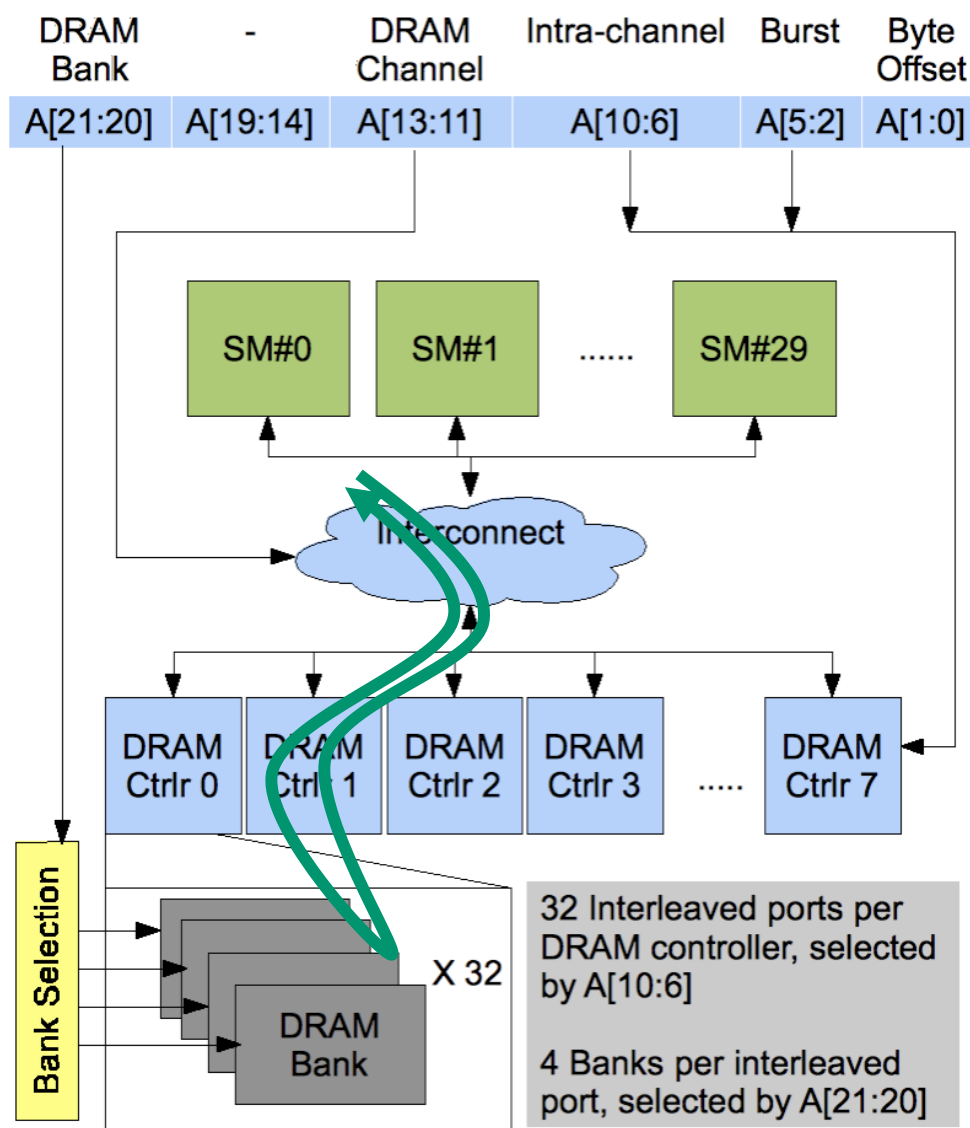 DRAM Bank
-
DRAM Channel
Intra-channel
Burst
Byte Offset
A[21:20]
A[19:14]
A[13:11]
A[10:6]
A[5:2]
A[1:0]
SM#0
SM#1
......
SM#29
Interconnect
DRAM
Ctrlr 0
DRAM
Ctrlr 1
DRAM
Ctrlr 2
DRAM
Ctrlr 3
.....
DRAM
Ctrlr 7
Bank Selection
DRAM
Bank
X 32
32 Interleaved ports per
DRAM controller, selected
by A[10:6]
4 Banks per interleaved
port, selected by A[21:20]